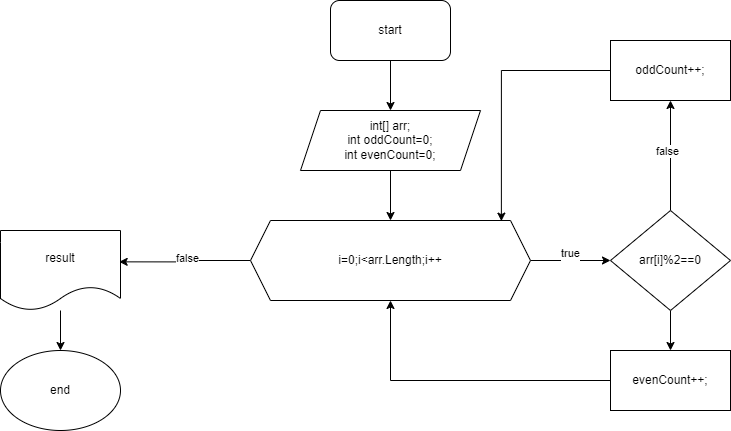 start
oddCount++;
int[] arr;
int oddCount=0;
int evenCount=0;
false
result
false
i=0;i<arr.Length;i++
true
arr[i]%2==0
end
evenCount++;